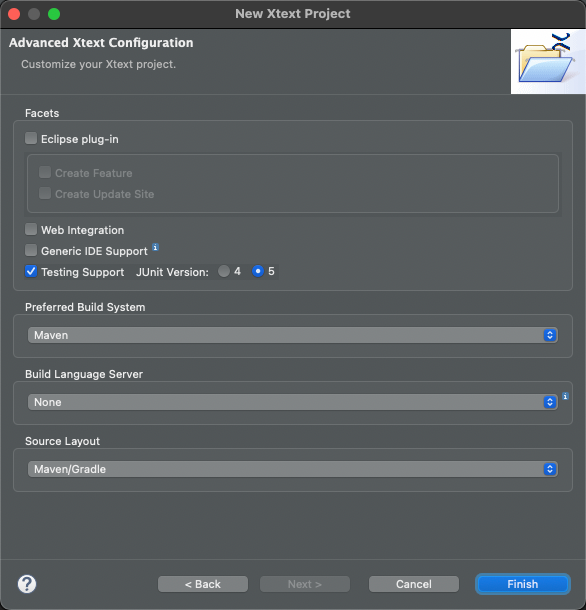 New Xtext Project
Advanced Xtext Configuration
Customize your Xtext project.
Facets
Eclipse plug-in
Create Feature
Create Update Site
Web Integration
Generic IDE Support i
Testing Support JUnit Version: 4 5
Preferred Build System
Maven
Build Language Server
None i
Source Layout
Maven/Gradle
? < Back Next > Cancel Finish